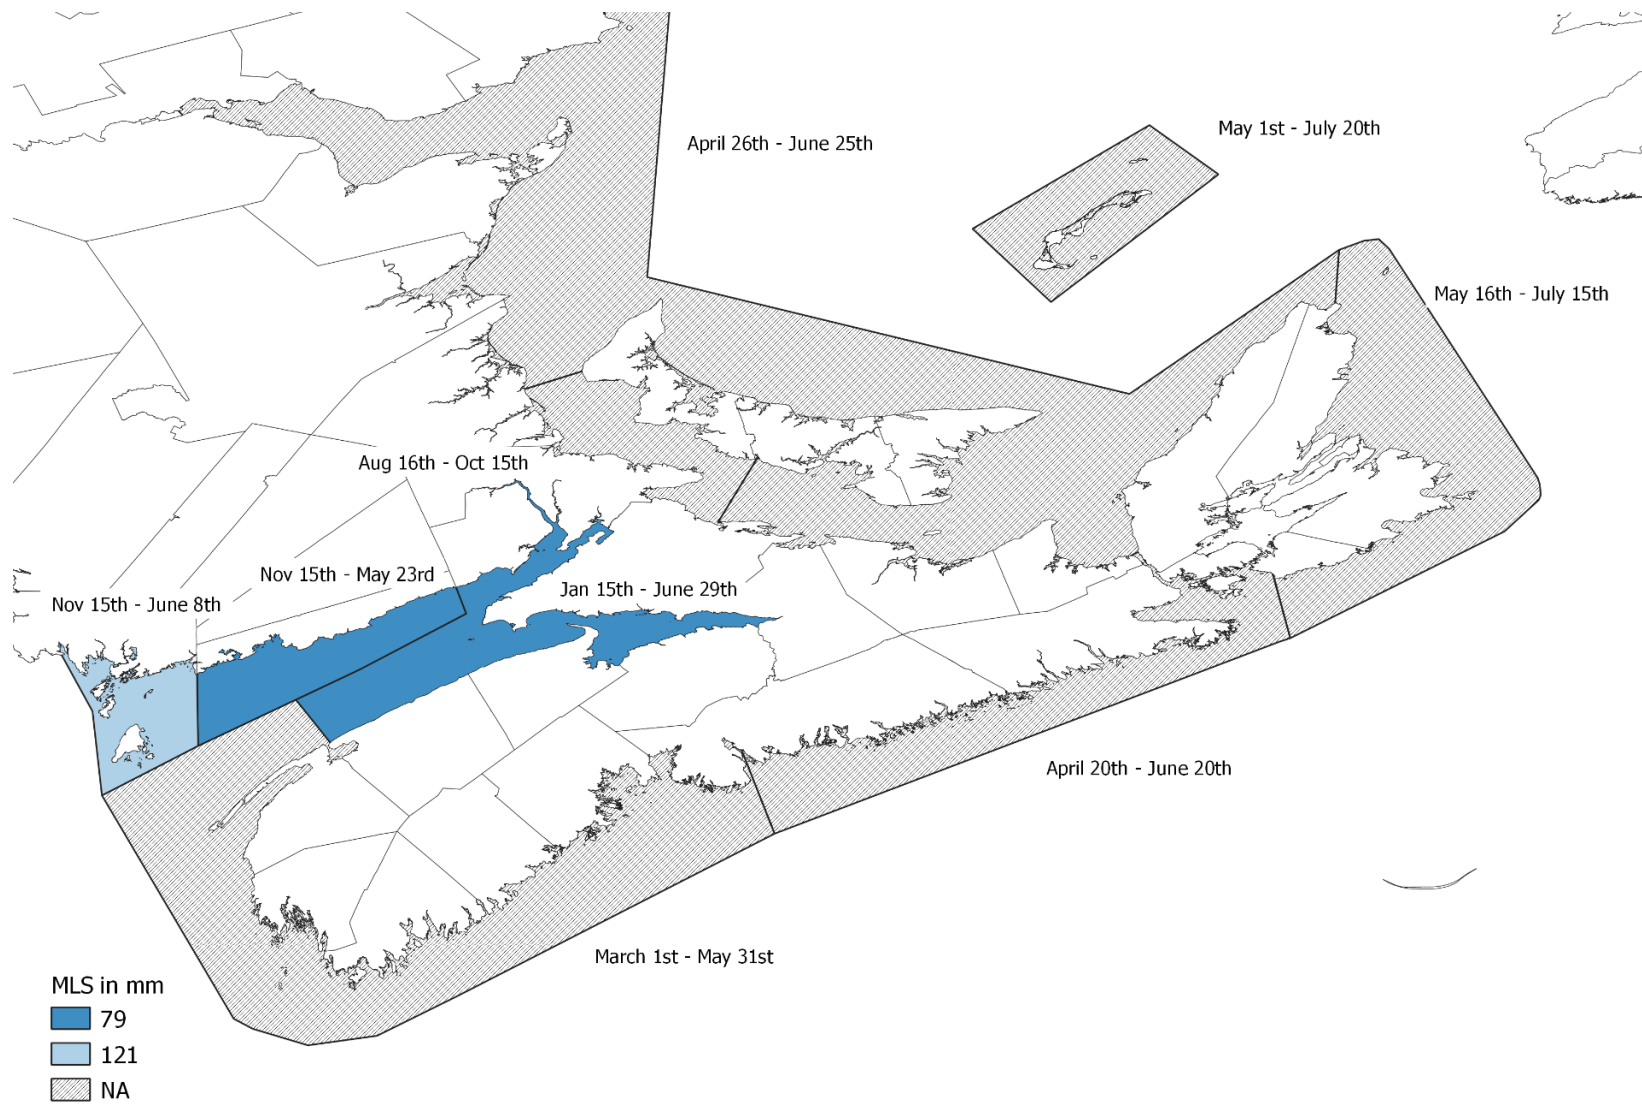 May 1st - July 20th
April 26th - June 25th
May 16th - July 15th
Aug 16th - Oct 15th
Nov 15th - May 23rd
Jan 15th - June 29th
Nov 15th - June 8th
April 20th - June 20th
March 1st - May 31st
MLS in mm
79
121
NA